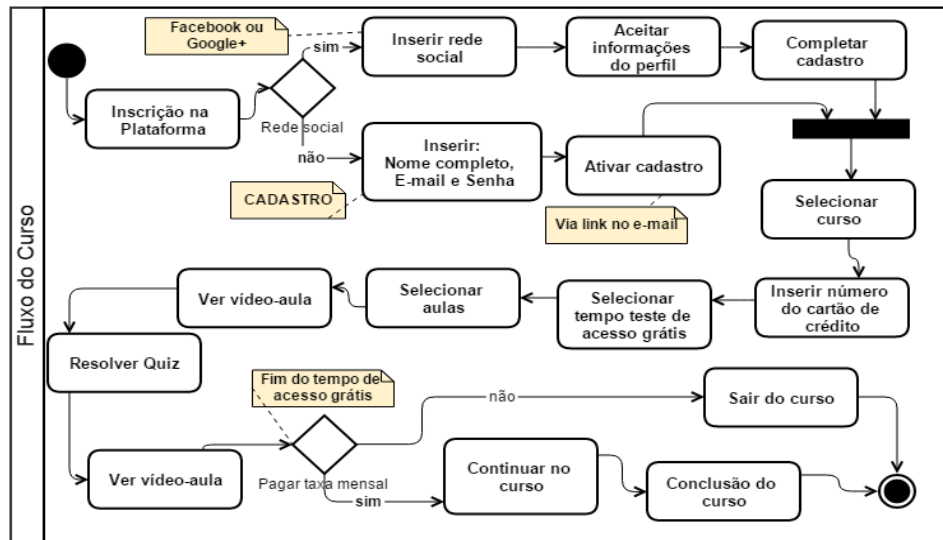 Fluxo do Curso
Facebook ou
Google+
sim
Inserir rede
social
Aceitar
informações
do perfil
Completar
cadastro
Inscrição na
Plataforma
Rede social
não
Inserir:
Nome completo,
E-mail e Senha
Ativar cadastro
CADASTRO
Via link no e-mail
Selecionar
curso
Ver vídeo-aula
Selecionar
aulas
Selecionar
tempo teste de
acesso grátis
Inserir número
do cartão de
crédito
Resolver Quiz
Fim do tempo de
acesso grátis
não
Sair do curso
Ver vídeo-aula
Pagar taxa mensal
sim
Continuar no
curso
Conclusão do
curso